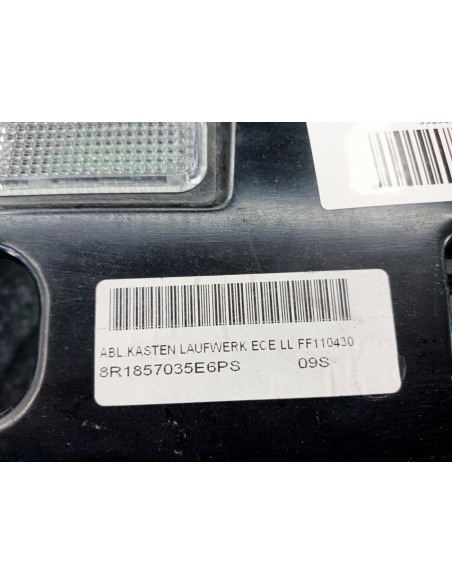 ABL.KASTEN LAUFWERK ECE LL FF110430
8R1857035E6PS 09S